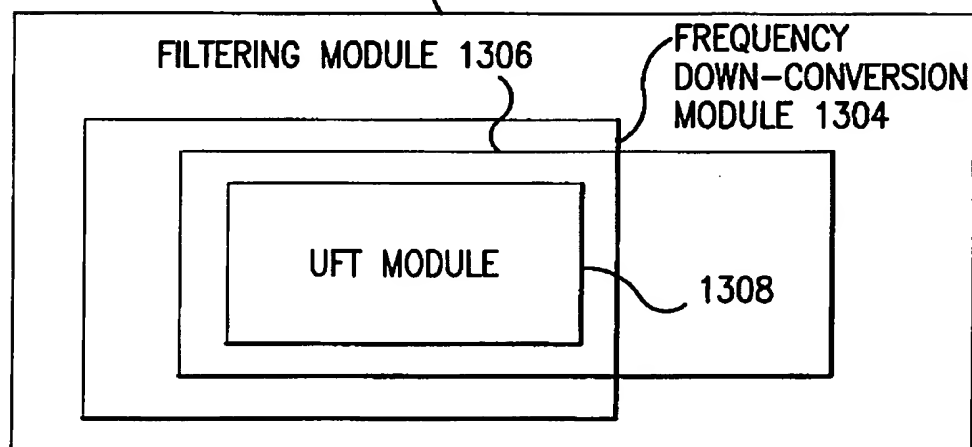 FILTERING MODULE 1306
FREQUENCY
DOWN-CONVERSION
MODULE 1304
UFT MODULE
1308